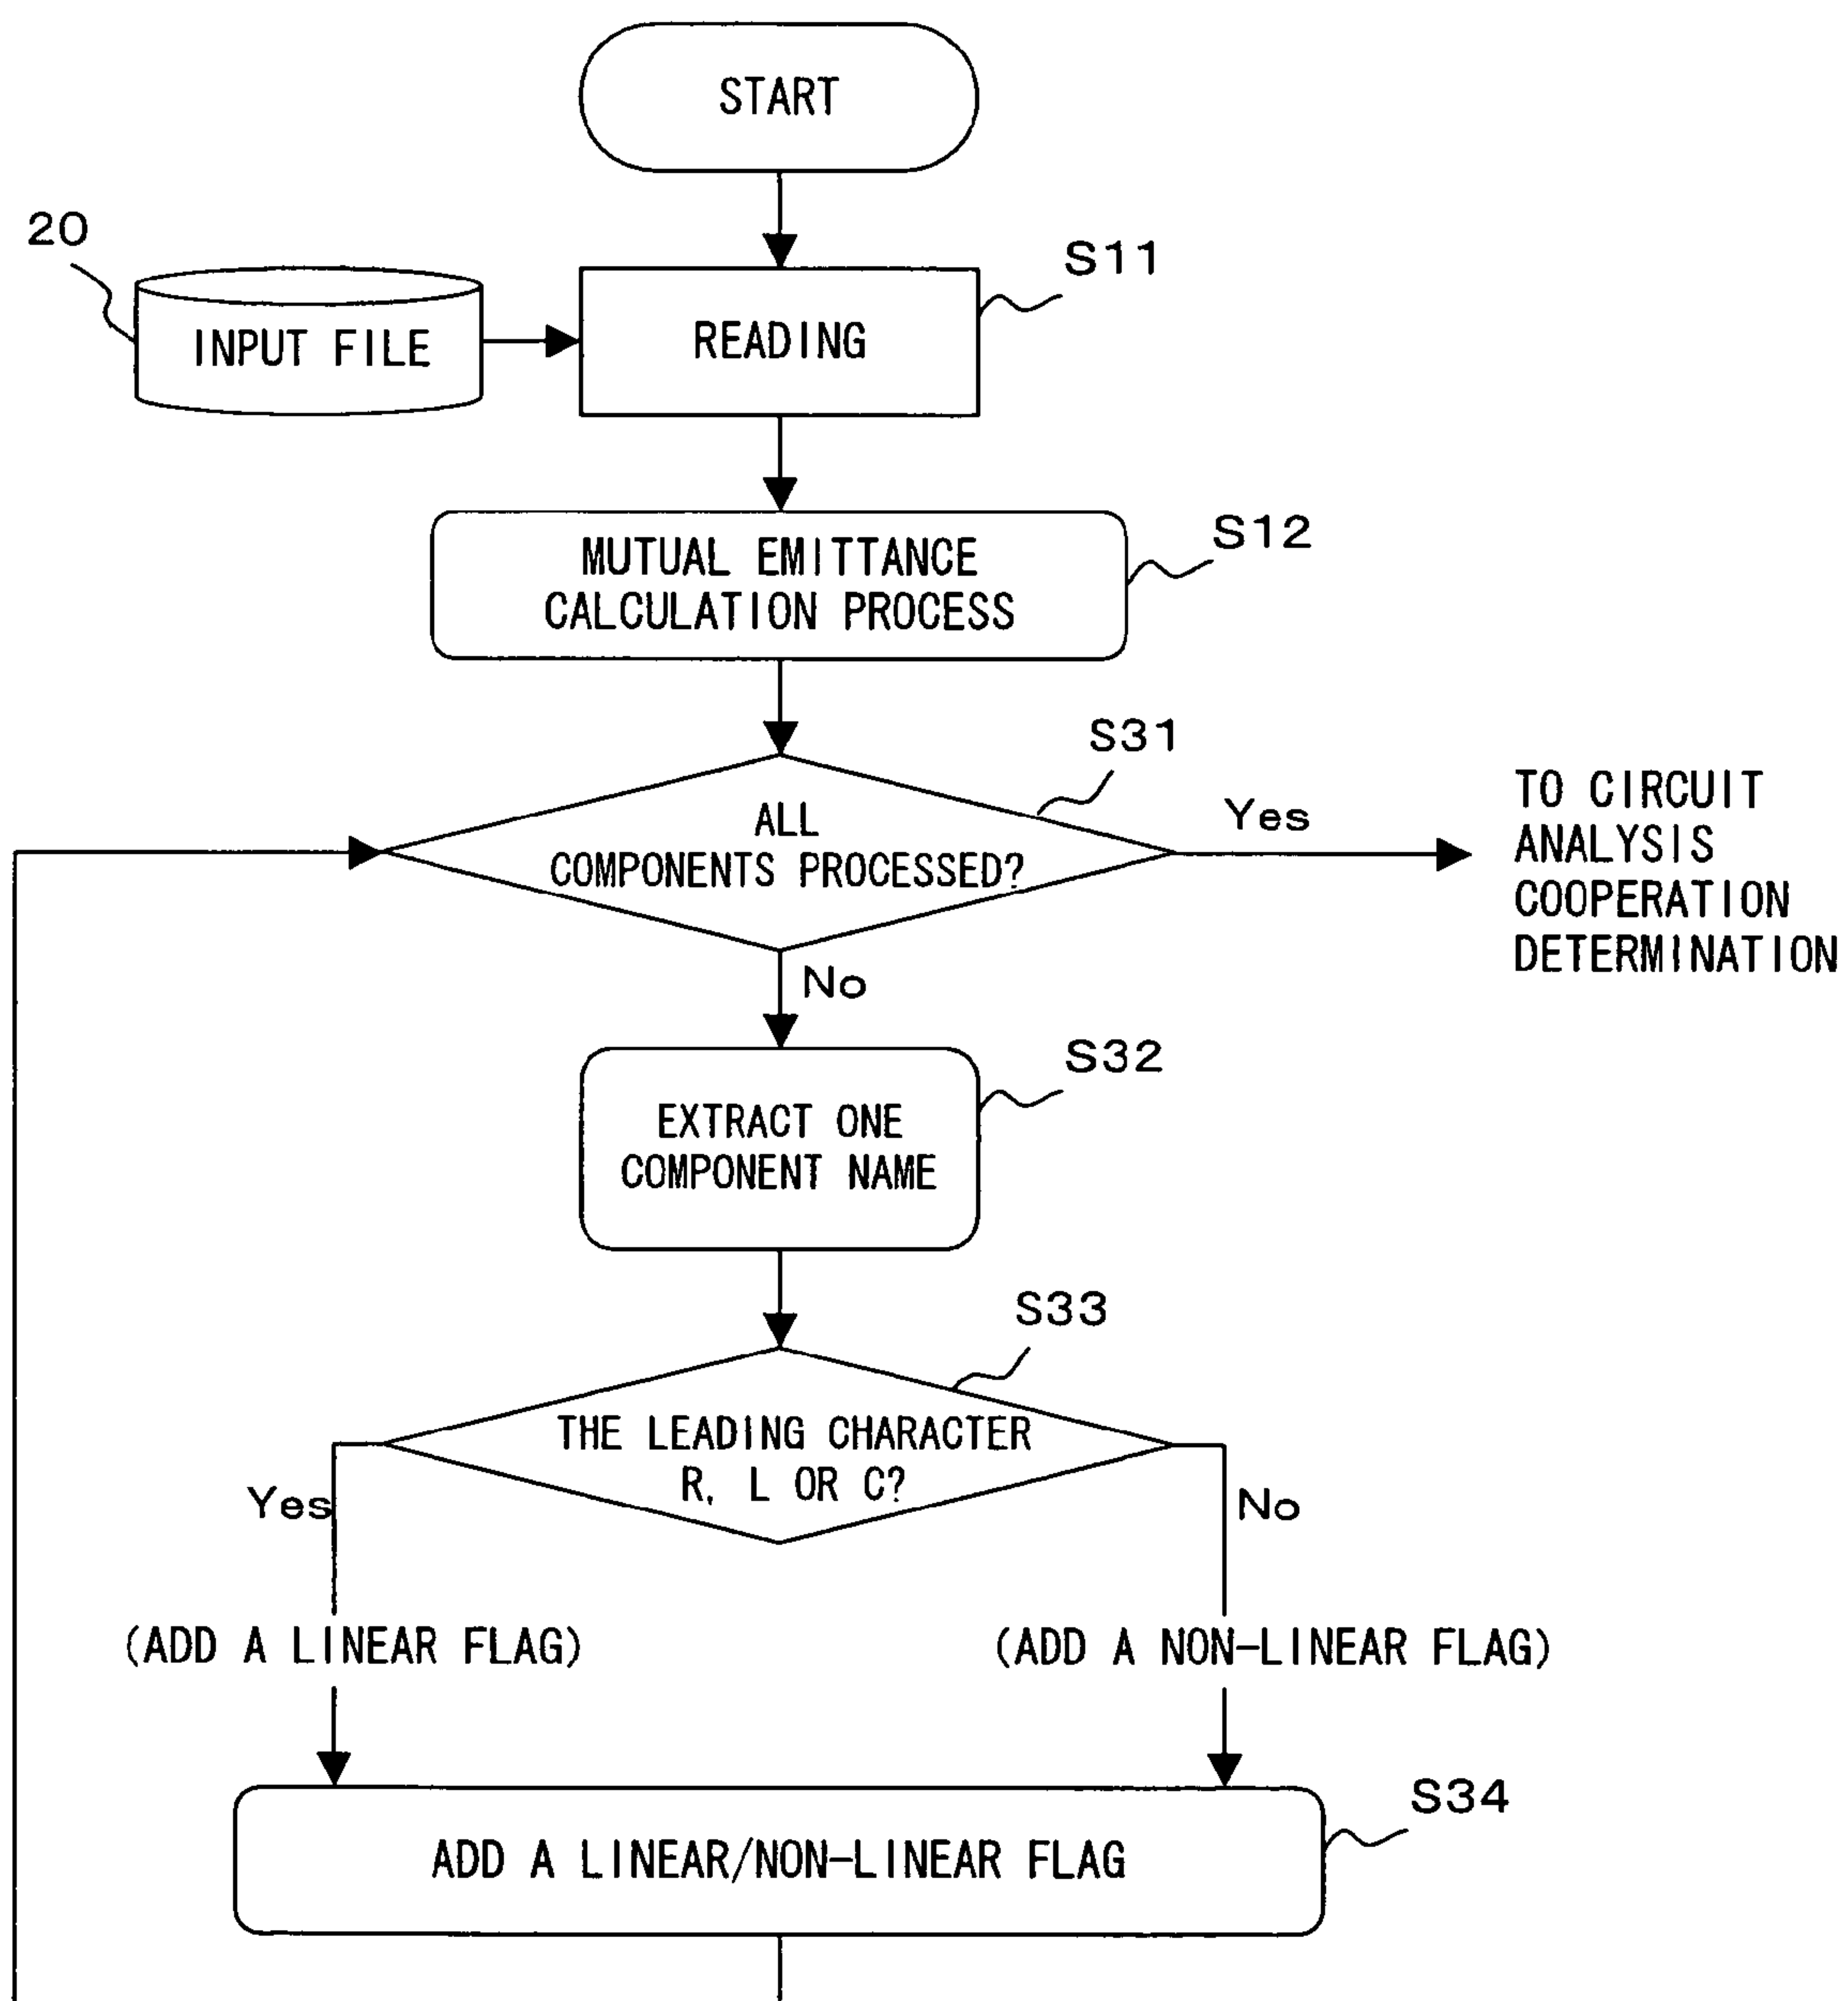 START
20
S11
INPUT FILE
READING
S12
MUTUAL EMITTANCE
CALCULATION PROCESS
S31
ALL
COMPONENTS PROCESSED?
Yes
TO CIRCUIT
ANALYSIS
COOPERATION
DETERMINATION
No
S32
EXTRACT ONE
COMPONENT NAME
S33
THE LEADING CHARACTER
R, L OR C?
Yes
No
(ADD A LINEAR FLAG)
(ADD A NON-LINEAR FLAG)
S34
ADD A LINEAR/NON-LINEAR FLAG